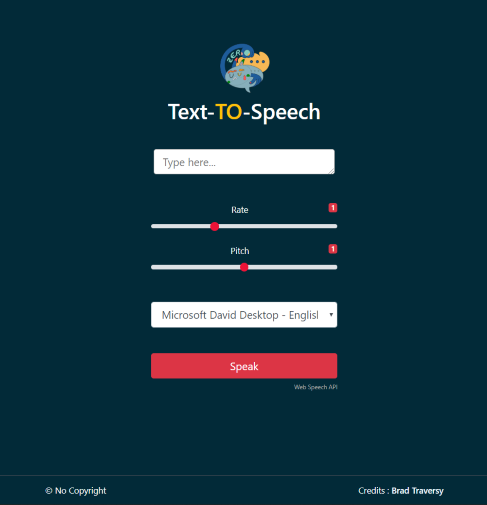 Text-TO-Speech
Type here...
Rate
1
Pitch
1
Microsoft David Desktop - English
Speak
Web Speech API
© No Copyright
Credits : Brad Traversy